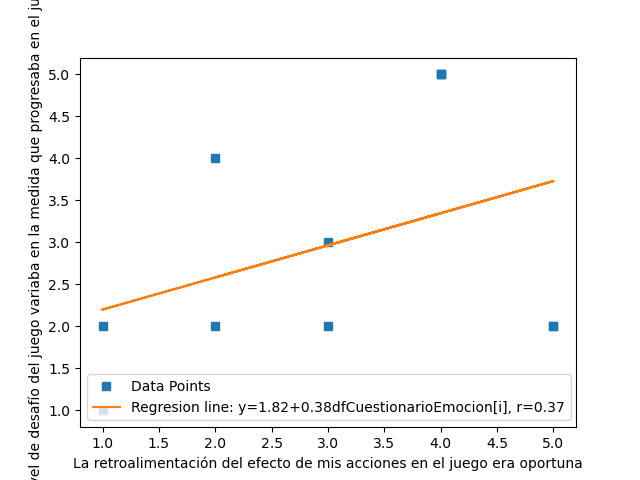 vel de desafío del juego variaba en la medida que progresaba en el
5.0
4.5
4.0
3.5
3.0
2.5
2.0
1.5
1.0
Data Points
Regresion line: y=1.82+0.38dfCuestionarioEmocion[i], r=0.37
1.0 1.5 2.0 2.5 3.0 3.5 4.0 4.5 5.0
La retroalimentación del efecto de mis acciones en el juego era oportuna